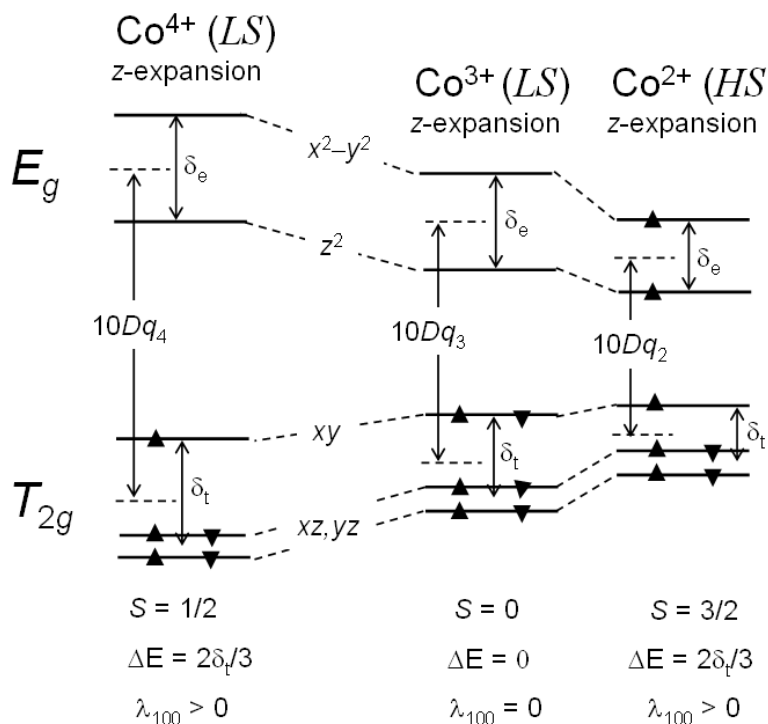 Co4+ (LS)
z-expansion
Co3+ (LS)
z-expansion
Co2+ (HS
z-expansion
Eg
δe
x2–y2
z2
δe
δe
10Dq4
10Dq3
10Dq2
T2g
δt
xy
xz,yz
δt
δt
S = 1/2
S = 0
S = 3/2
ΔE = 2δt/3
ΔE = 0
ΔE = 2δt/3
λ100 > 0
λ100 = 0
λ100 > 0